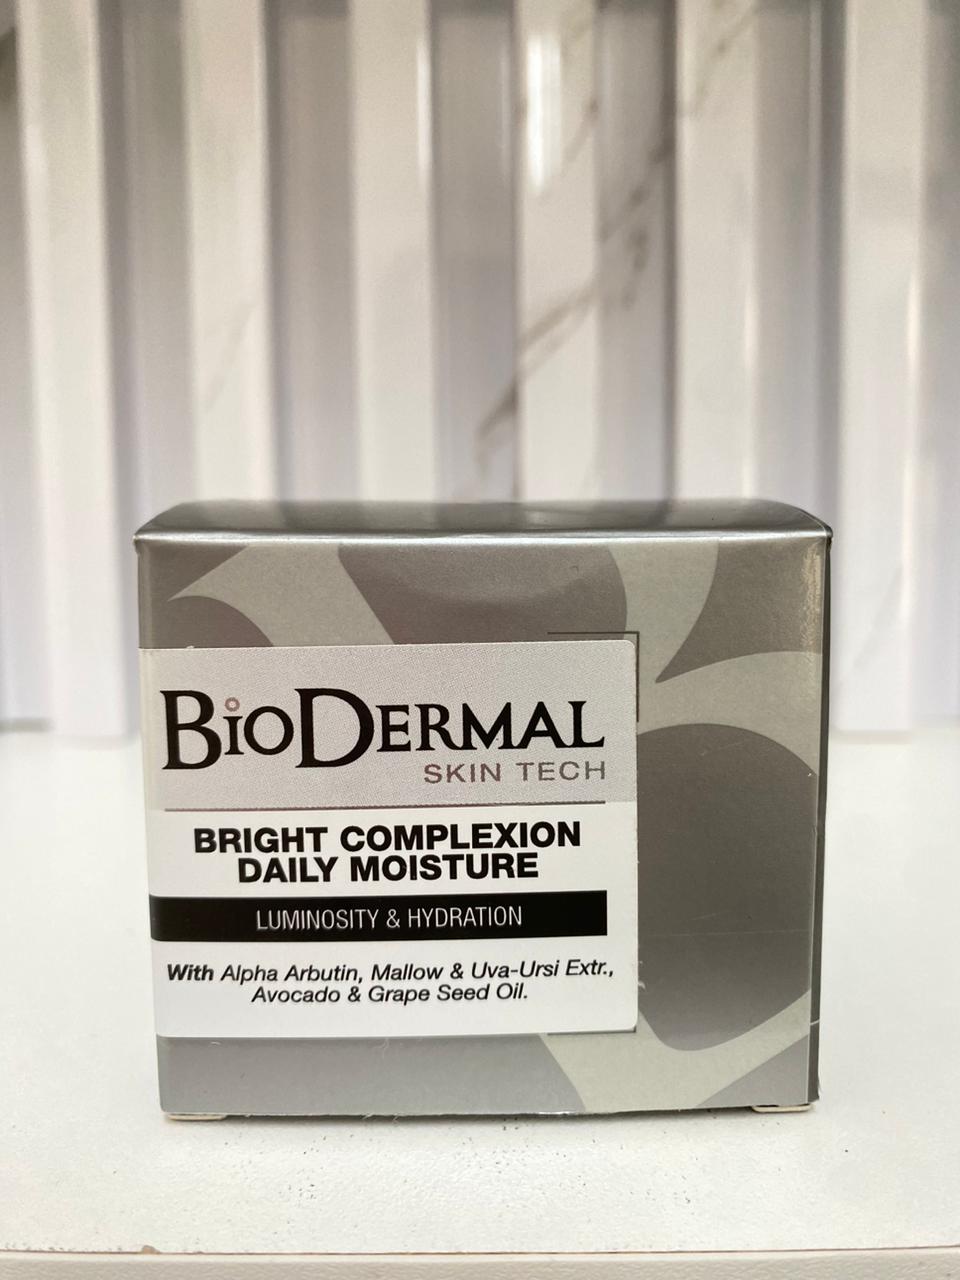 BIODERMAL
SKIN TECH
BRIGHT COMPLEXION
DAILY MOISTURE
LUMINOSITY & HYDRATION
With Alpha Arbutin, Mallow & Uva-Ursi Extr.,
Avocado & Grape Seed Oil.